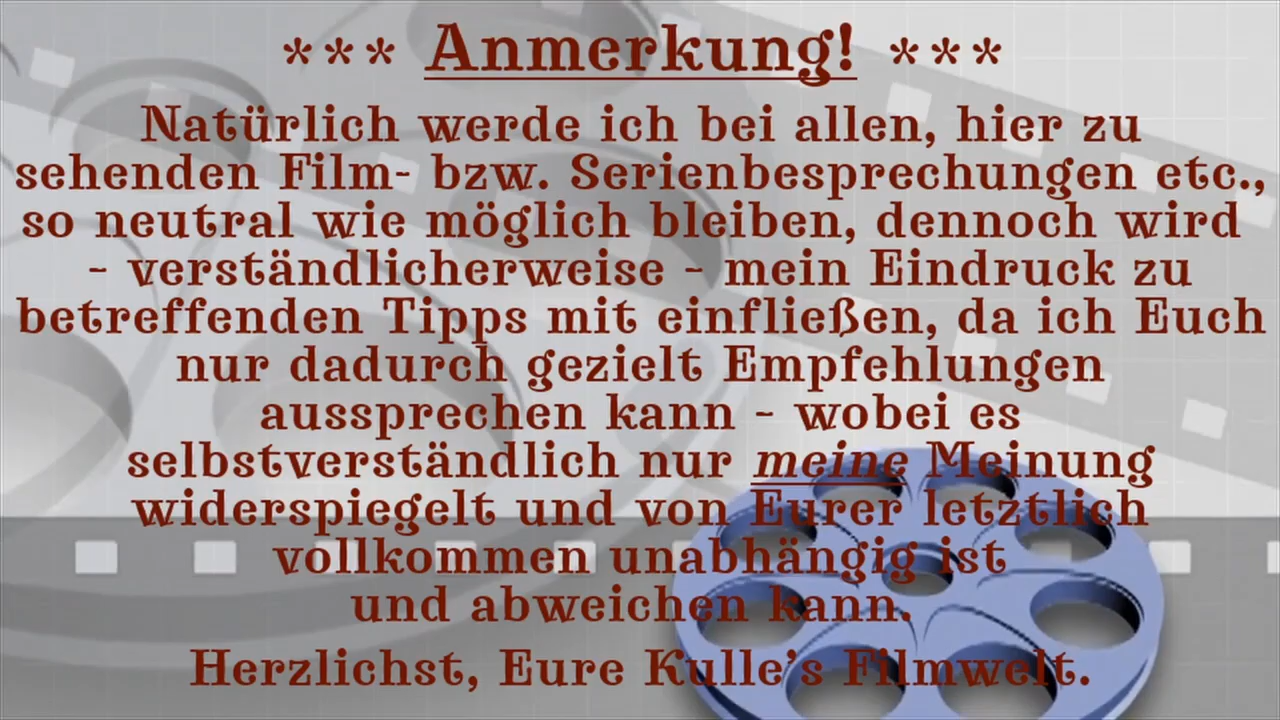 *** Anmerkung! ***
Natürlich werde ich bei allen, hier zu
sehenden Film- bzw. Serienbesprechungen etc.,
so neutral wie möglich bleiben, dennoch wird
- verständlicherweise - mein Eindruck zu
betreffenden Tipps mit einfließen, da ich Euch
nur dadurch gezielt Empfehlungen
aussprechen kann - wobei es
selbstverständlich nur meine Meinung
widerspiegelt und von Eurer letztlich
vollkommen unabhängig ist
und abweichen kann.
Herzlichst, Eure Kulle's Filmwelt.